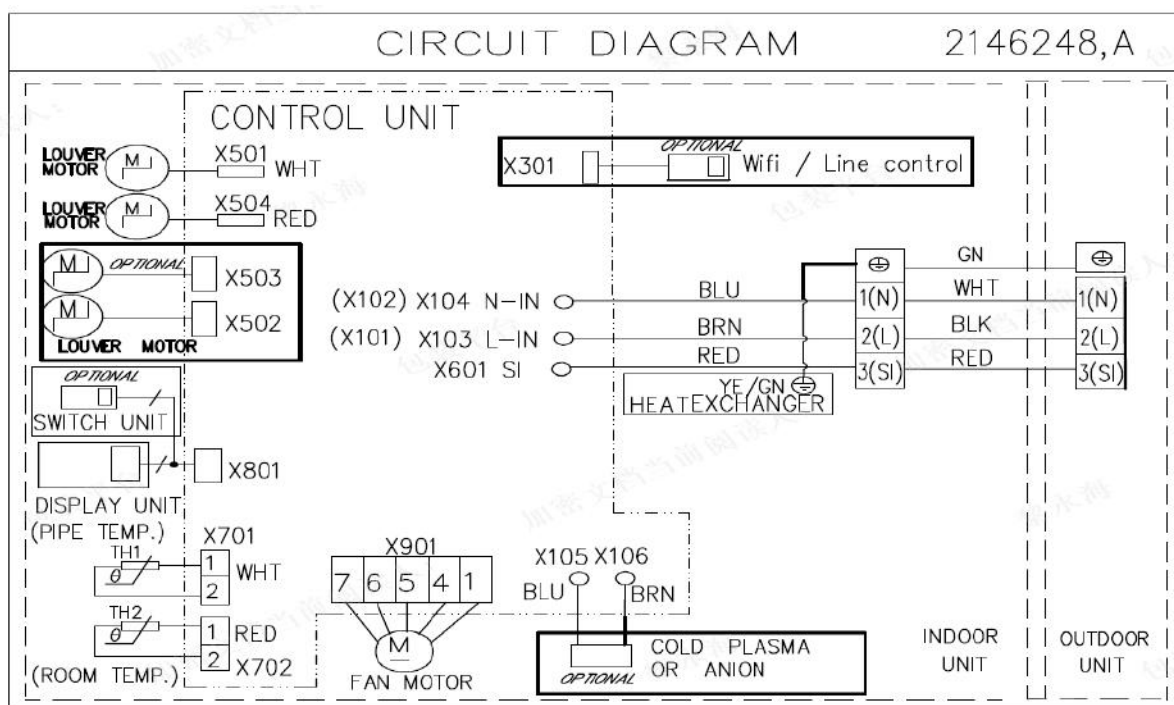 CIRCUIT DIAGRAM 2146248,A
CONTROL UNIT
LOUVER MOTOR M X501 WHT
LOUVER MOTOR M X504 RED
M OPTIONAL X503
M X502
LOUVER MOTOR
OPTIONAL
SWITCH UNIT
X801
DISPLAY UNIT
(PIPE TEMP.)
X701
TH1 θ 1 WHT
2
TH2 θ 1 RED
2 X702
(ROOM TEMP.)
X901
7 6 5 4 1
M
FAN MOTOR
OPTIONAL
X301 Wifi / Line control
(X102) X104 N-IN BLU 1(N) WHT 1(N)
(X101) X103 L-IN BRN 2(L) BLK 2(L)
X601 SI RED 3(SI) RED 3(SI)
GN
YE/GN
HEATEXCHANGER
X105 X106
BLU BRN
COLD PLASMA
OR ANION
OPTIONAL
INDOOR
UNIT
OUTDOOR
UNIT